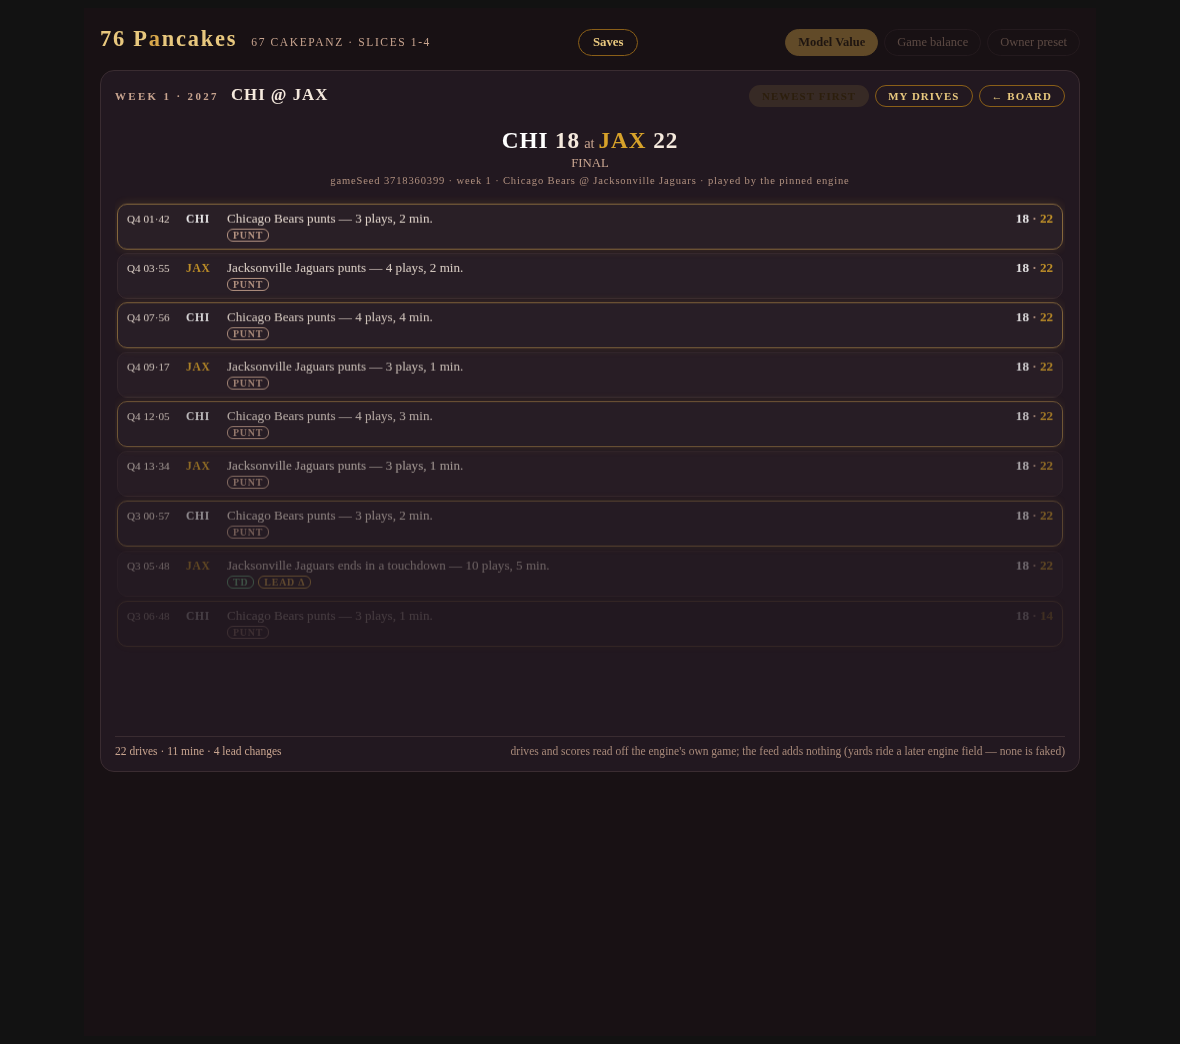 76 Pancakes 67 CAKEPANZ · SLICES 1-4 Saves Model Value Game balance Owner preset
WEEK 1 · 2027 CHI @ JAX NEWEST FIRST MY DRIVES ← BOARD
CHI 18 at JAX 22
FINAL
gameSeed 3718360399 · week 1 · Chicago Bears @ Jacksonville Jaguars · played by the pinned engine
Q4 01·42 CHI Chicago Bears punts — 3 plays, 2 min. 18 · 22
PUNT
Q4 03·55 JAX Jacksonville Jaguars punts — 4 plays, 2 min. 18 · 22
PUNT
Q4 07·56 CHI Chicago Bears punts — 4 plays, 4 min. 18 · 22
PUNT
Q4 09·17 JAX Jacksonville Jaguars punts — 3 plays, 1 min. 18 · 22
PUNT
Q4 12·05 CHI Chicago Bears punts — 4 plays, 3 min. 18 · 22
PUNT
Q4 13·34 JAX Jacksonville Jaguars punts — 3 plays, 1 min. 18 · 22
PUNT
Q3 00·57 CHI Chicago Bears punts — 3 plays, 2 min. 18 · 22
PUNT
Q3 05·48 JAX Jacksonville Jaguars ends in a touchdown — 10 plays, 5 min. 18 · 22
TD LEAD Δ
Q3 06·48 CHI Chicago Bears punts — 3 plays, 1 min. 18 · 14
PUNT
22 drives · 11 mine · 4 lead changes drives and scores read off the engine's own game; the feed adds nothing (yards ride a later engine field — none is faked)